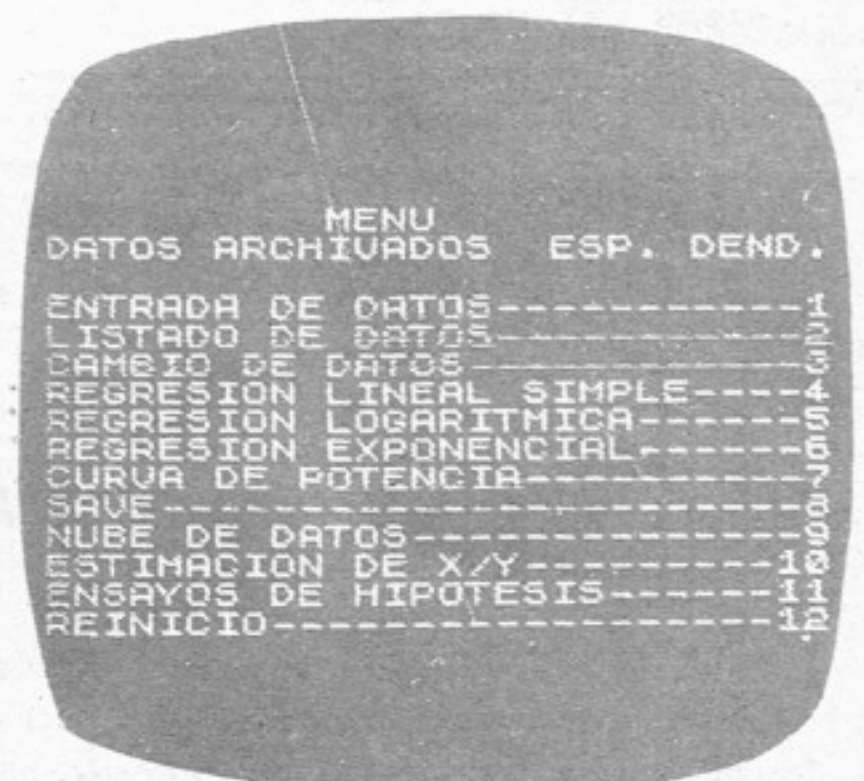 MENU
DATOS ARCHIVADOS ESP. DEND.
ENTRADA DE DATOS-----------1
LISTADO DE DATOS-----------2
CAMBIO DE DATOS------------3
REGRESION LINEAL SIMPLE----4
REGRESION LOGARITMICA------5
REGRESION EXPONENCIAL------6
CURVA DE POTENCIA----------7
SAVE-----------------------8
NUBE DE DATOS--------------9
ESTIMACION DE X/Y---------10
ENSAYOS DE HIPOTESIS------11
REINICIO------------------12